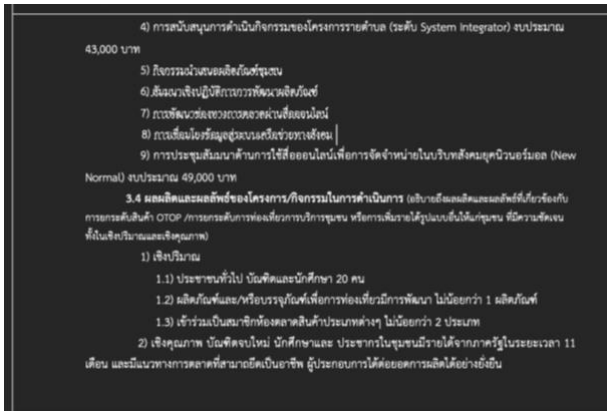 4) การสนับสนุนการดำเนินกิจกรรมของโครงการรายตำบล (ระดับ System Integrator) งบประมาณ
43,000 บาท
5) กิจกรรมนำเสนอผลิตภัณฑ์ชุมชน
6) สัมมนาเชิงปฏิบัติการการพัฒนาผลิตภัณฑ์
7) การพัฒนาช่องทางการตลาดผ่านสื่อออนไลน์
8) การเชื่อมโยงข้อมูลสู่ระบบเครือข่ายทางสังคม
9) การประชุมสัมมนาด้านการใช้สื่อออนไลน์เพื่อการจัดจำหน่ายในบริบทสังคมยุคนิวนอร์มอล (New
Normal) งบประมาณ 49,000 บาท
3.4 ผลผลิตและผลลัพธ์ของโครงการ/กิจกรรมในการดำเนินการ (อธิบายถึงผลผลิตและผลลัพธ์ที่เกี่ยวข้องกับ
การยกระดับสินค้า OTOP /การยกระดับการท่องเที่ยวการบริการชุมชน หรือการเพิ่มรายได้รูปแบบอื่นให้แก่ชุมชน ที่มีความชัดเจน
ทั้งในเชิงปริมาณและเชิงคุณภาพ)
1) เชิงปริมาณ
1.1) ประชาชนทั่วไป บัณฑิตและนักศึกษา 20 คน
1.2) ผลิตภัณฑ์และ/หรือบรรจุภัณฑ์เพื่อการท่องเที่ยวมีการพัฒนา ไม่น้อยกว่า 1 ผลิตภัณฑ์
1.3) เข้าร่วมเป็นสมาชิกห้องตลาดสินค้าประเภทต่างๆ ไม่น้อยกว่า 2 ประเภท
2) เชิงคุณภาพ บัณฑิตจบใหม่ นักศึกษาและ ประชากรในชุมชนมีรายได้จากภาครัฐในระยะเวลา 11
เดือน และมีแนวทางการตลาดที่สามารถยึดเป็นอาชีพ ผู้ประกอบการได้ต่อยอดการผลิตได้อย่างยั่งยืน